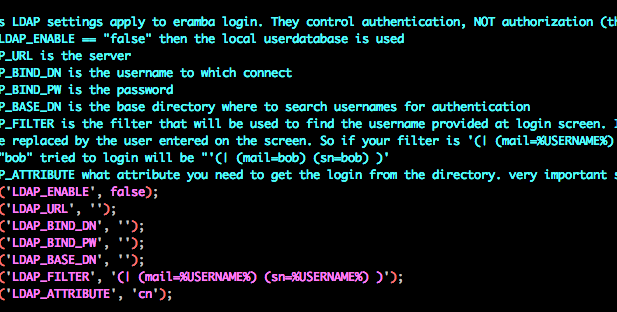 s LDAP settings apply to eramba login. They control authentication, NOT authorization (th
LDAP_ENABLE == "false" then the local userdatabase is used
P_URL is the server
P_BIND_DN is the username to which connect
P_BIND_PW is the password
P_BASE_DN is the base directory where to search usernames for authentication
P_FILTER is the filter that will be used to find the username provided at login screen. I
e replaced by the user entered on the screen. So if your filter is '(| (mail=%USERNAME%)
"bob" tried to login will be "'(| (mail=bob) (sn=bob) )'
P_ATTRIBUTE what attribute you need to get the login from the directory. very important s
('LDAP_ENABLE', false);
('LDAP_URL', '');
('LDAP_BIND_DN', '');
('LDAP_BIND_PW', '');
('LDAP_BASE_DN', '');
('LDAP_FILTER', '(| (mail=%USERNAME%) (sn=%USERNAME%) )');
('LDAP_ATTRIBUTE', 'cn');